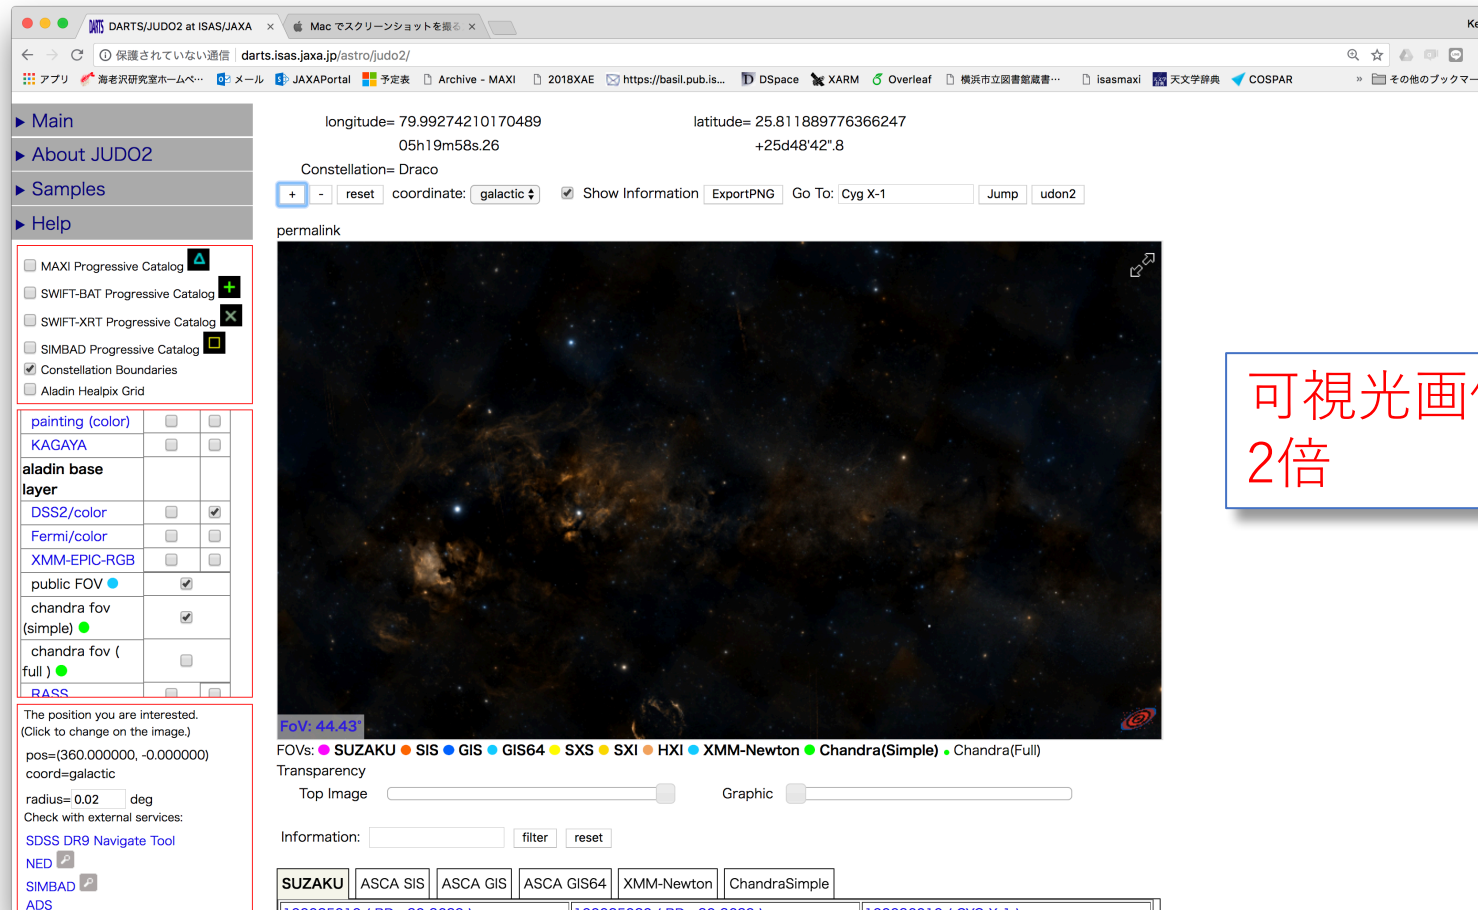 DARTS/JUDO2 at ISAS/JAXA
Mac でスクリーンショットを撮る
Ke
保護されていない通信 darts.isas.jaxa.jp/astro/judo2/
アプリ 海老沢研究室ホームペ… メール JAXAPortal 予定表 Archive - MAXI 2018XAE https://basil.pub.is... DSpace XARM Overleaf 横浜市立図書館蔵書… isasmaxi 天文学辞典 COSPAR » その他のブックマー
Main
About JUDO2
Samples
Help
longitude= 79.99274210170489 latitude= 25.811889776366247
05h19m58s.26 +25d48'42".8
Constellation= Draco
+ - reset coordinate: galactic Show Information ExportPNG Go To: Cyg X-1 Jump udon2
permalink
MAXI Progressive Catalog
SWIFT-BAT Progressive Catalog
SWIFT-XRT Progressive Catalog
SIMBAD Progressive Catalog
Constellation Boundaries
Aladin Healpix Grid
painting (color)
KAGAYA
aladin base
layer
DSS2/color
Fermi/color
XMM-EPIC-RGB
public FOV
chandra fov
(simple)
chandra fov (
full )
RASS
The position you are interested.
(Click to change on the image.)
pos=(360.000000, -0.000000)
coord=galactic
radius= 0.02 deg
Check with external services:
SDSS DR9 Navigate Tool
NED
SIMBAD
ADS
FoV: 44.43°
FOVs: SUZAKU SIS GIS GIS64 SXS SXI HXI XMM-Newton Chandra(Simple) Chandra(Full)
Transparency
Top Image Graphic
Information: filter reset
SUZAKU ASCA SIS ASCA GIS ASCA GIS64 XMM-Newton ChandraSimple
可視光画
2倍